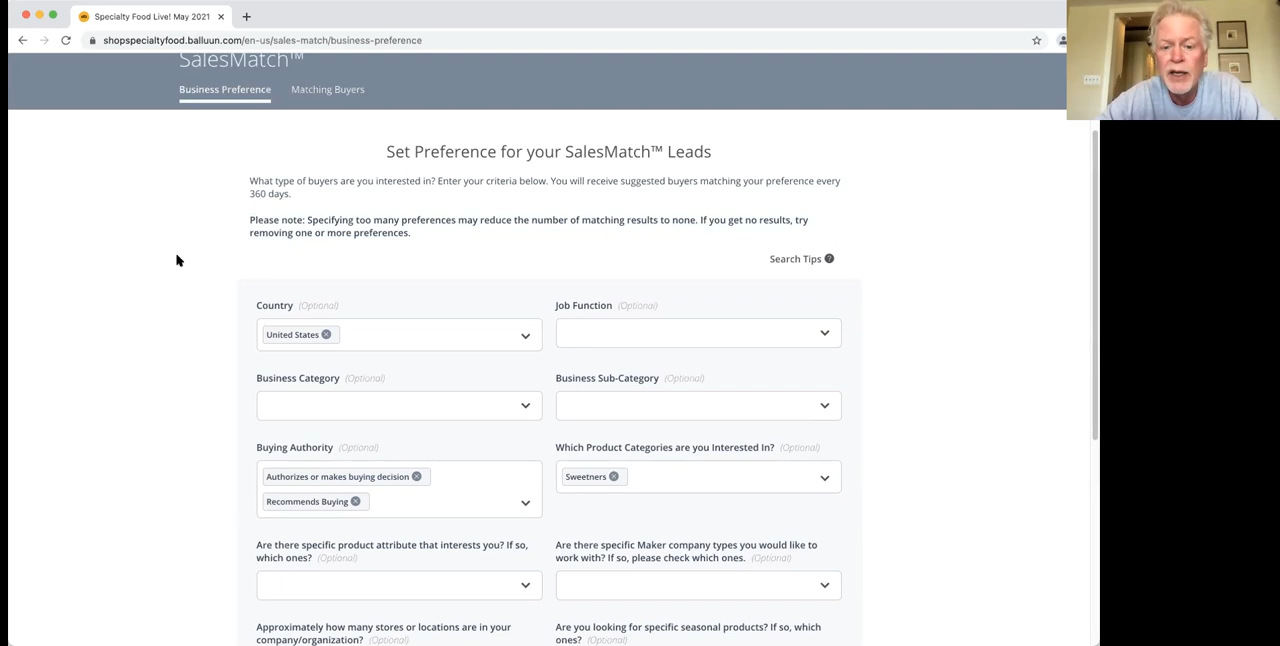 Specialty Food Live! May 2021
shopspecialtyfood.balluun.com/en-us/sales-match/business-preference
SalesMatch™
Business Preference
Matching Buyers
Set Preference for your SalesMatch™ Leads
What type of buyers are you interested in? Enter your criteria below. You will receive suggested buyers matching your preference every
360 days.
Please note: Specifying too many preferences may reduce the number of matching results to none. If you get no results, try
removing one or more preferences.
Search Tips ?
Country (Optional)
Job Function (Optional)
United States
Business Category (Optional)
Business Sub-Category (Optional)
Buying Authority (Optional)
Which Product Categories are you Interested In? (Optional)
Authorizes or makes buying decision
Sweetners
Recommends Buying
Are there specific product attribute that interests you? If so,
which ones? (Optional)
Are there specific Maker company types you would like to
work with? If so, please check which ones. (Optional)
Approximately how many stores or locations are in your
company/organization? (Optional)
Are you looking for specific seasonal products? If so, which
ones? (Optional)